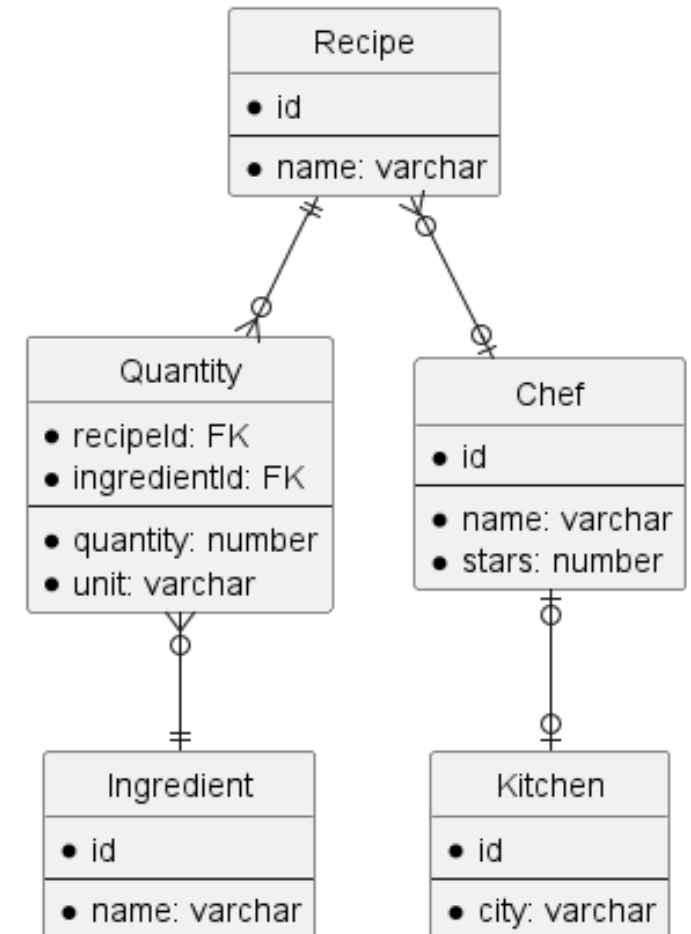 Recipe
id
name: varchar
Quantity
recipeId: FK
ingredientId: FK
quantity: number
unit: varchar
Chef
id
name: varchar
stars: number
Ingredient
id
name: varchar
Kitchen
id
city: varchar